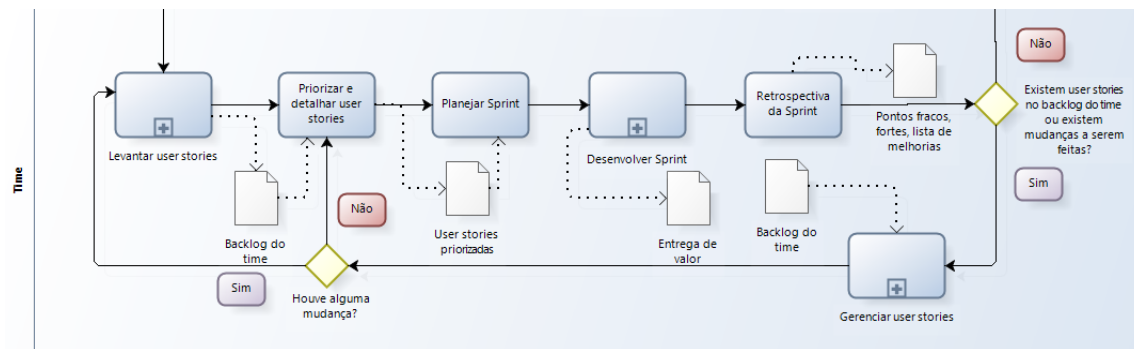 Time
Levantar user stories
Backlog do
time
Priorizar e
detalhar user
stories
Não
Sim
Houve alguma
mudança?
Planejar Sprint
User stories
priorizadas
Desenvolver Sprint
Entrega de
valor
Retrospectiva
da Sprint
Pontos fracos,
fortes, lista de
melhorias
Backlog do
time
Gerenciar user stories
Não
Existem user stories
no backlog do time
ou existem
mudanças a serem
feitas?
Sim